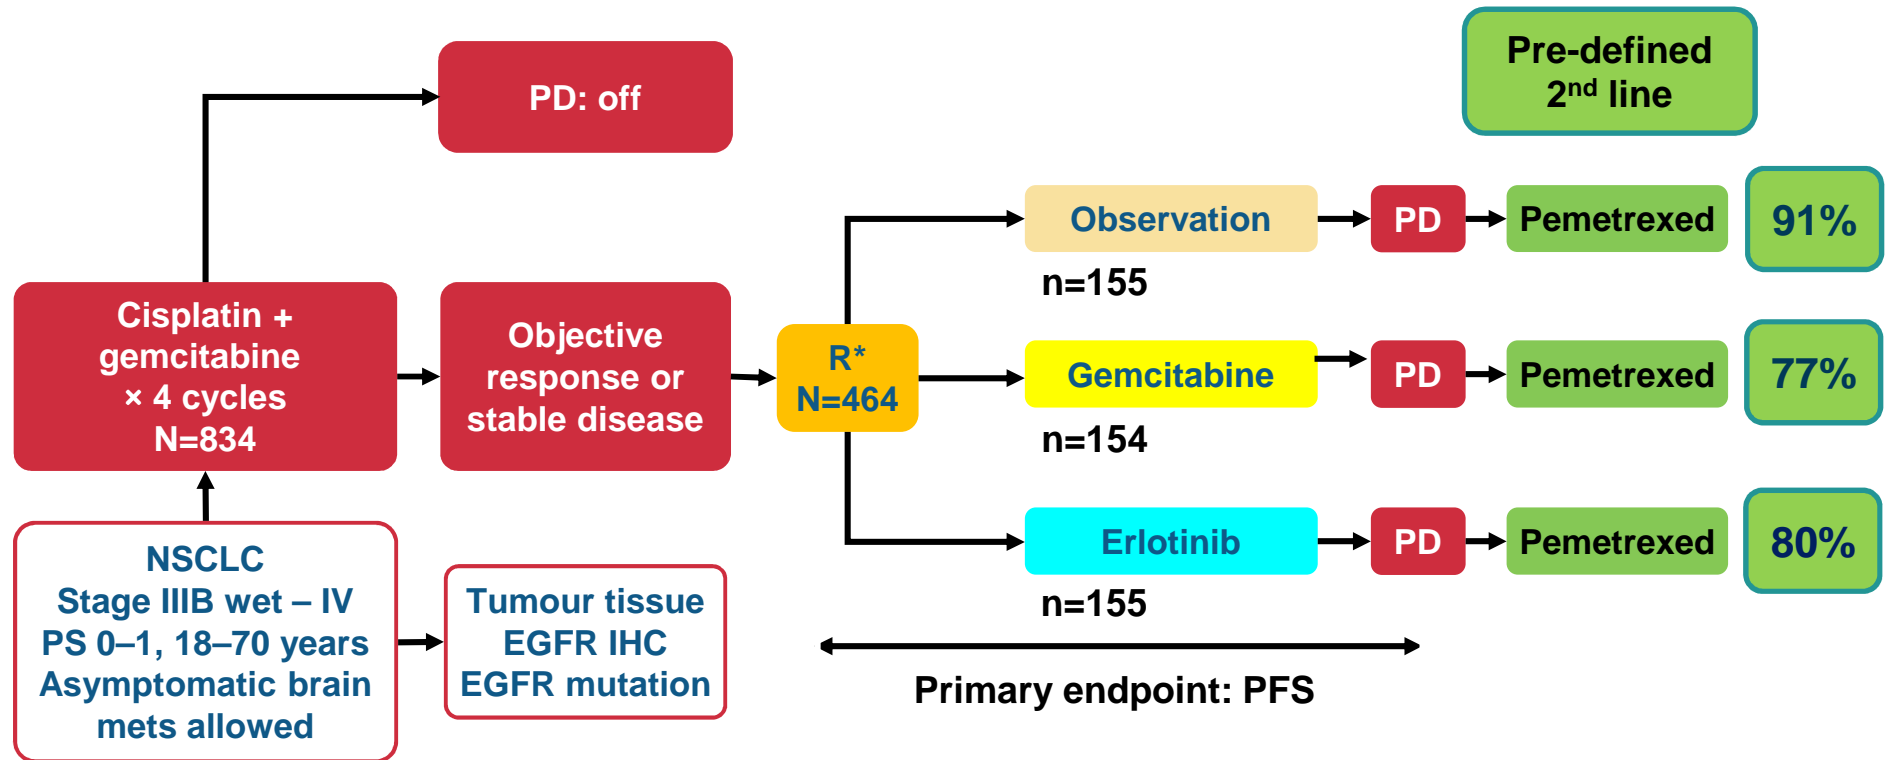 Pre-defined
2nd line
PD: off
Observation
PD
Pemetrexed
91%
n=155
Cisplatin +
gemcitabine
× 4 cycles
N=834
Objective
response or
stable disease
R*
N=464
Gemcitabine
PD
Pemetrexed
77%
n=154
Erlotinib
PD
Pemetrexed
80%
n=155
NSCLC
Stage IIIB wet – IV
PS 0–1, 18–70 years
Asymptomatic brain
mets allowed
Tumour tissue
EGFR IHC
EGFR mutation
Primary endpoint: PFS